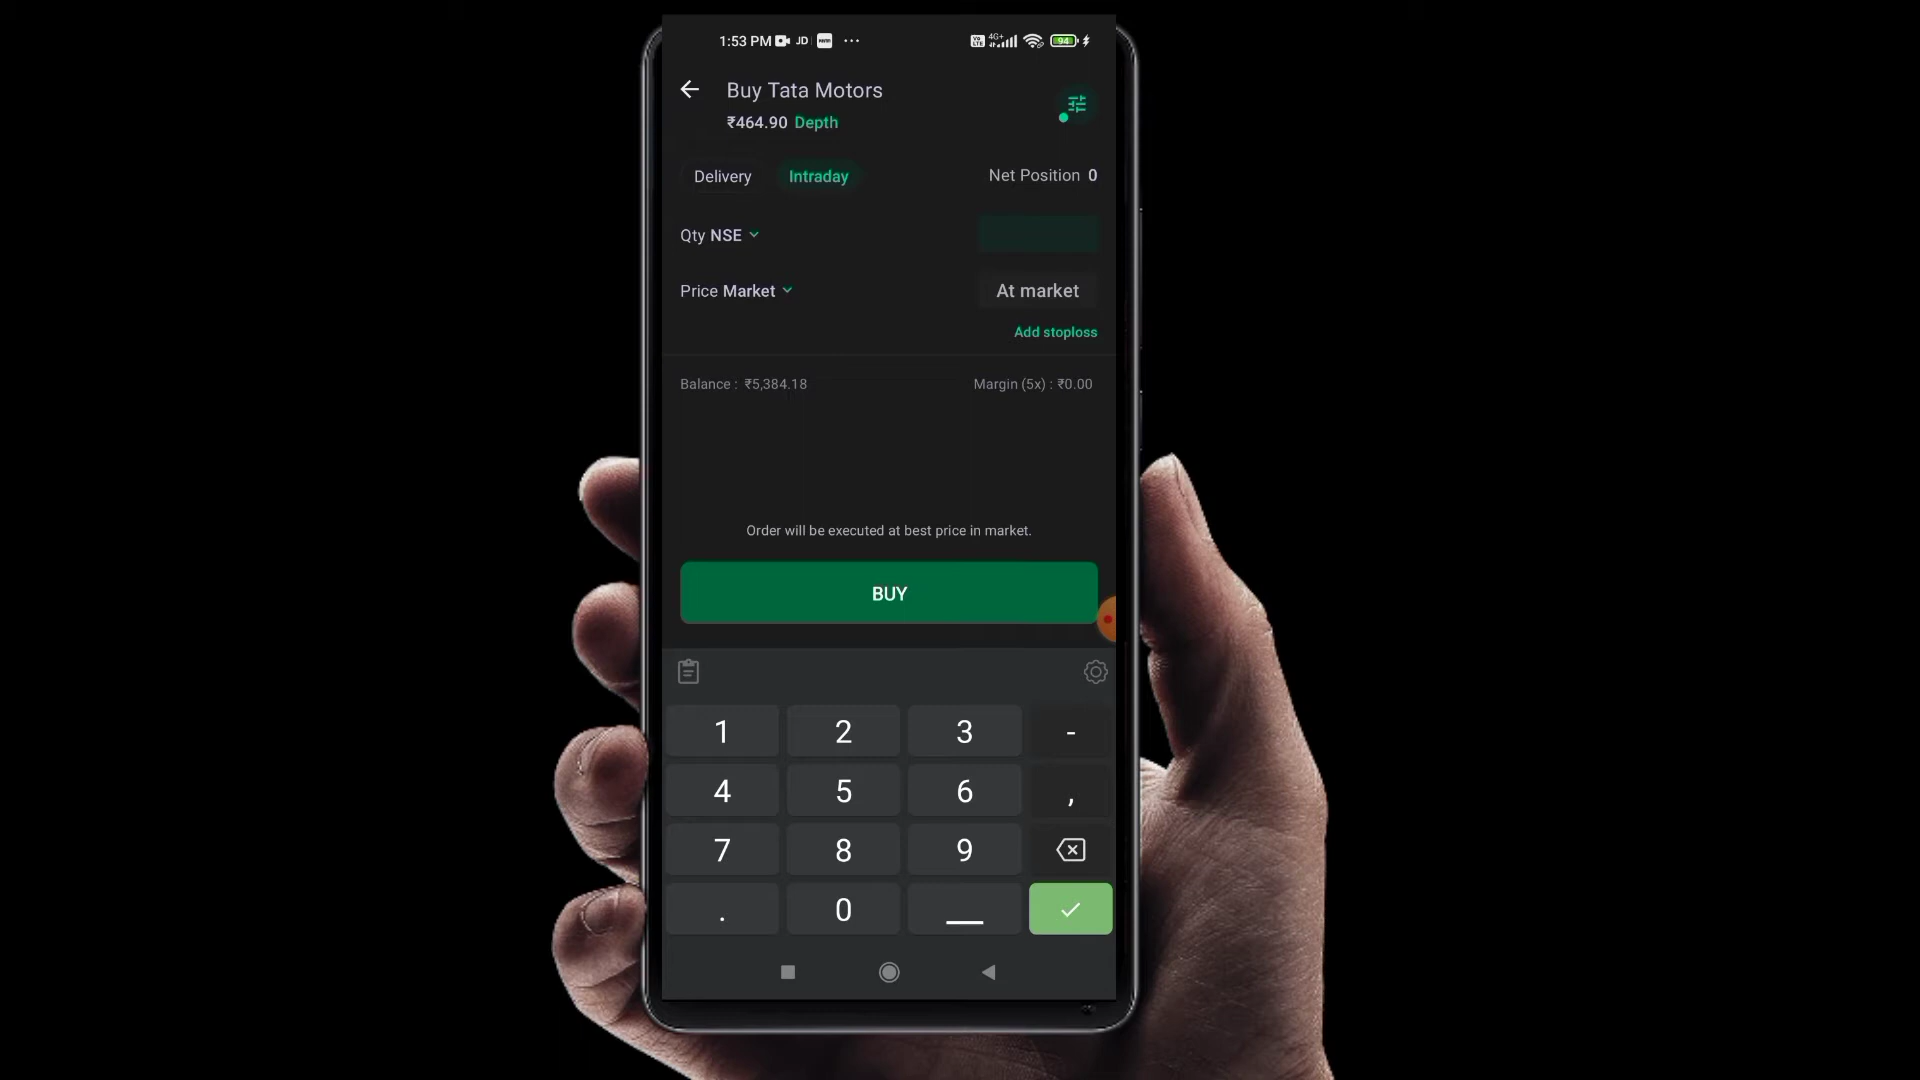 1:53 PM JD 4G+ 94
Buy Tata Motors
₹464.90 Depth
Delivery Intraday Net Position 0
Qty NSE
Price Market At market
Add stoploss
Balance : ₹5,384.18 Margin (5x) : ₹0.00
Order will be executed at best price in market.
BUY
1 2 3 -
4 5 6 ,
7 8 9
. 0